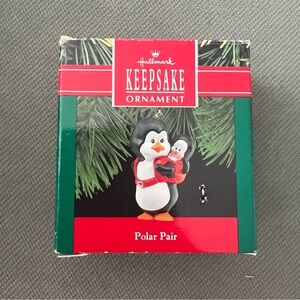 Hallmark
KEEPSAKE
ORNAMENT
Polar Pair